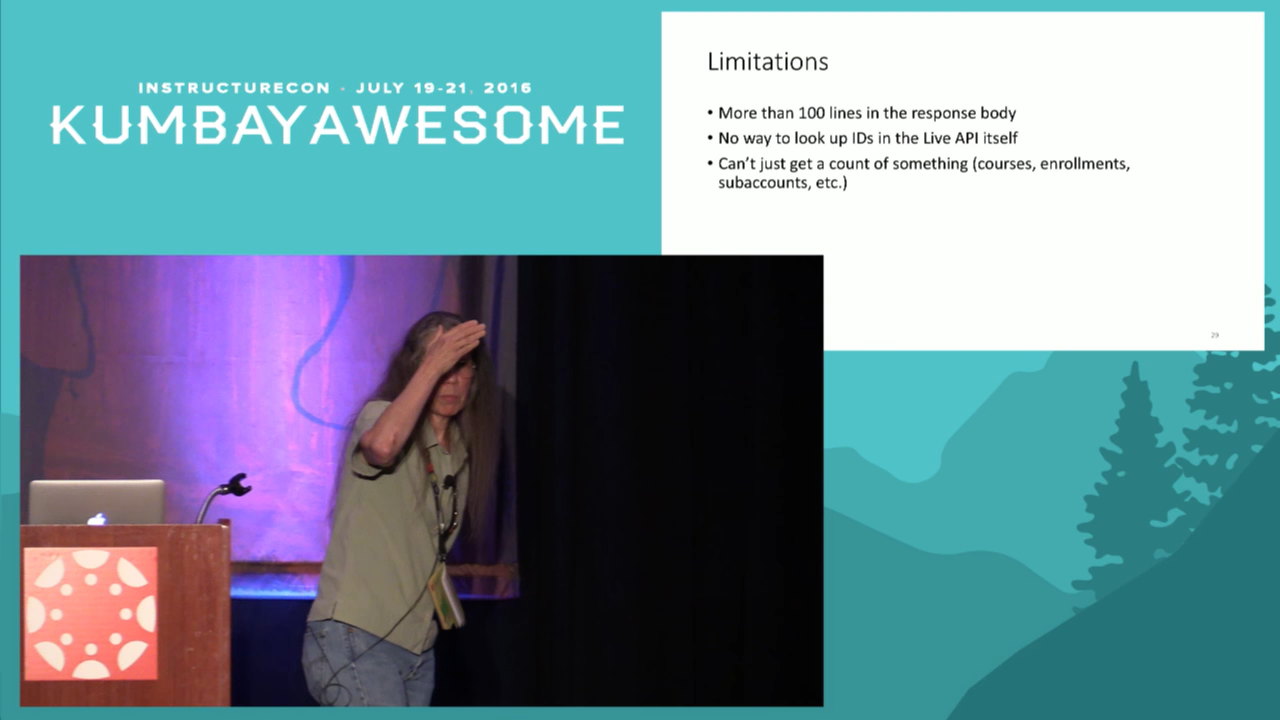 INSTRUCTURECON • JULY 19-21, 2016
KUMBAYAWESOME
Limitations
• More than 100 lines in the response body
• No way to look up IDs in the Live API itself
• Can’t just get a count of something (courses, enrollments,
subaccounts, etc.)
29